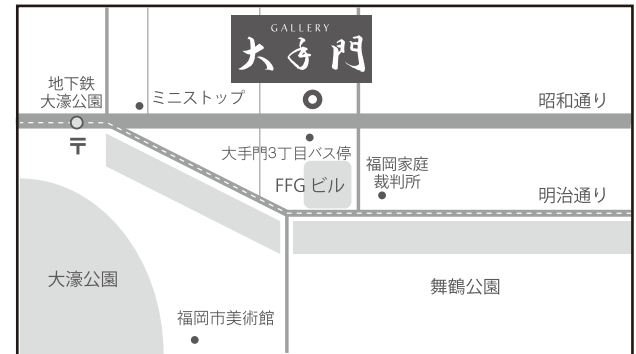 GALLERY
大手門
地下鉄
大濠公園
ミニストップ
昭和通り
〒
大手門3丁目バス停
福岡家庭
裁判所
FFG ビル
明治通り
大濠公園
舞鶴公園
福岡市美術館